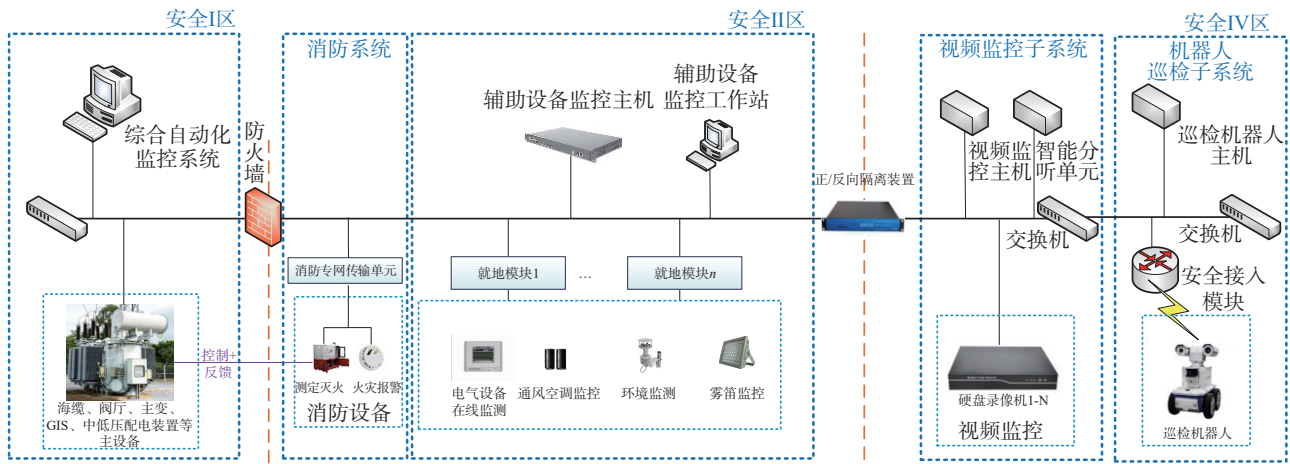 安全I区
安全II区
安全IV区
消防系统
视频监控子系统
机器人
巡检子系统
综合自动化
监控系统
防
火
墙
辅助设备监控主机
辅助设备
监控工作站
正/反向隔离装置
视频监
控主机
智能分
听单元
巡检机器人
主机
交换机
交换机
消防专网传输单元
就地模块1
…
就地模块n
安全接入
模块
控制+
反馈
海缆、阀厅、主变、
GIS、中低压配电装置等
主设备
测定灭火
火灾报警
消防设备
电气设备
在线监测
通风空调监控
环境监测
雾笛监控
硬盘录像机1-N
视频监控
巡检机器人